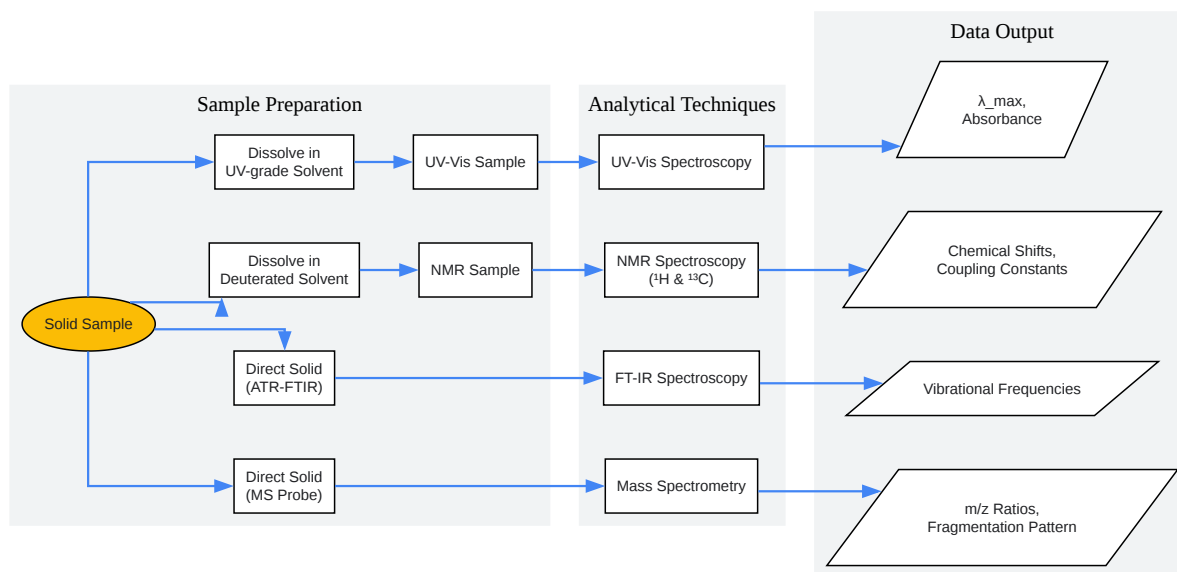 Data Output
Sample Preparation
Analytical Techniques
λ_max,
Absorbance
Dissolve in
UV-grade Solvent
UV-Vis Sample
UV-Vis Spectroscopy
Dissolve in
Deuterated Solvent
NMR Sample
NMR Spectroscopy
(¹H & ¹³C)
Chemical Shifts,
Coupling Constants
Solid Sample
Direct Solid
(ATR-FTIR)
FT-IR Spectroscopy
Vibrational Frequencies
Direct Solid
(MS Probe)
Mass Spectrometry
m/z Ratios,
Fragmentation Pattern